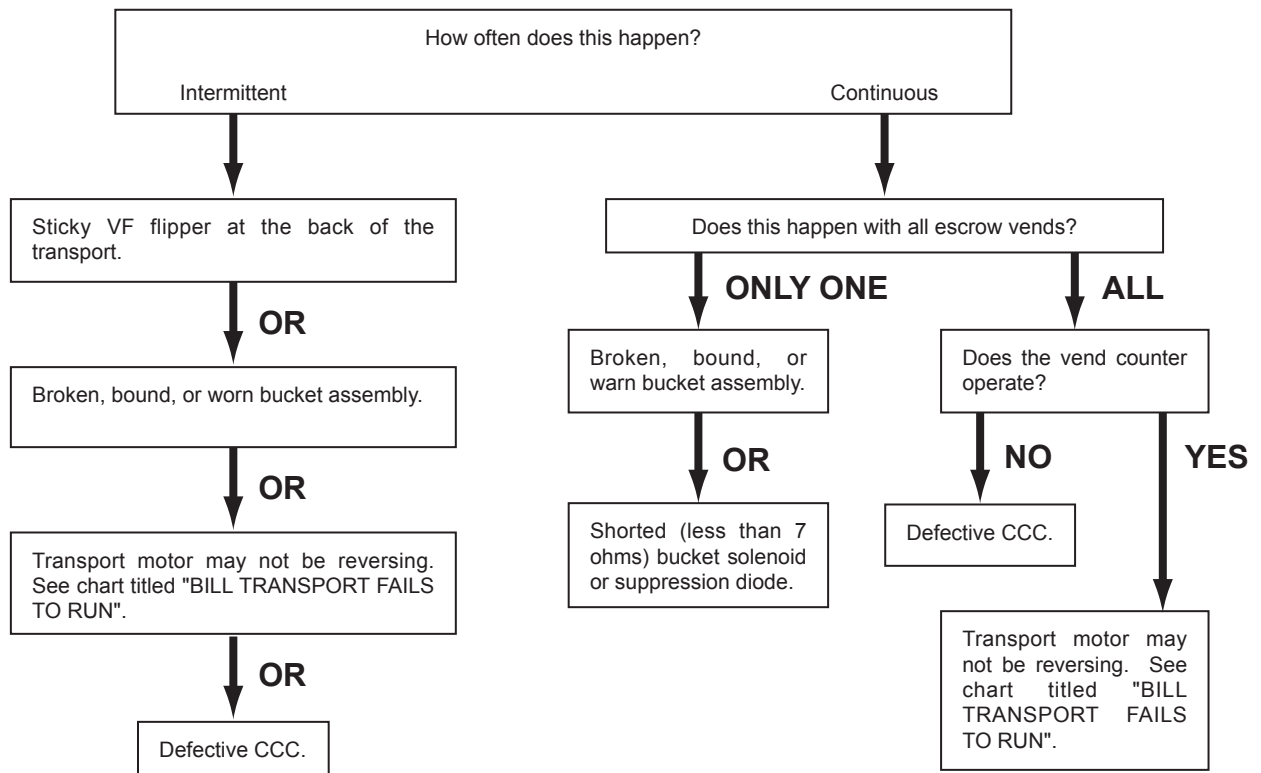 How often does this happen?
Intermittent
Continuous
Sticky VF flipper at the back of the
transport.
OR
Broken, bound, or worn bucket assembly.
OR
Transport motor may not be reversing.
See chart titled "BILL TRANSPORT FAILS
TO RUN".
OR
Defective CCC.
Does this happen with all escrow vends?
ONLY ONE
ALL
Broken, bound, or
warn bucket assembly.
OR
Shorted (less than 7
ohms) bucket solenoid
or suppression diode.
Does the vend counter
operate?
NO
YES
Defective CCC.
Transport motor may
not be reversing. See
chart titled "BILL
TRANSPORT FAILS
TO RUN".